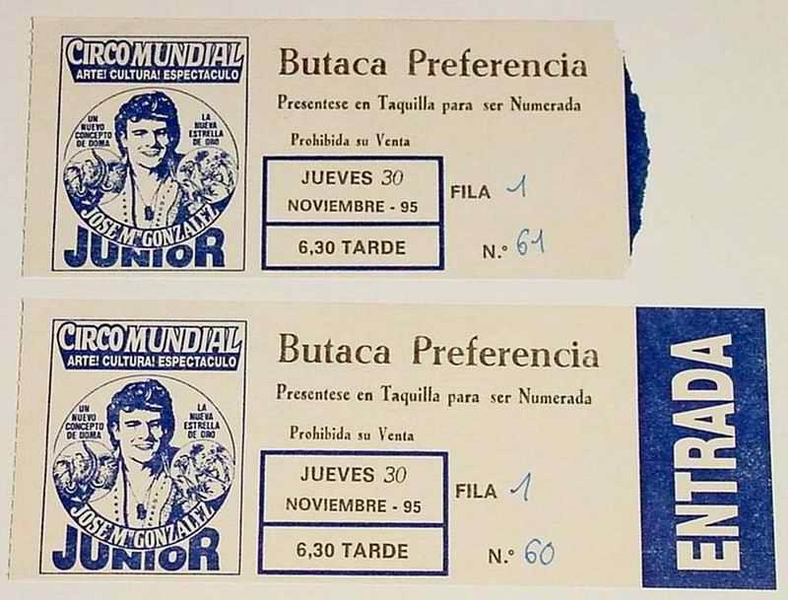 CIRCO MUNDIAL
ARTE! CULTURA! ESPECTACULO
UN NUEVO CONCEPTO DE DOMA
LA NUEVA ESTRELLA DE ORO
JOSE Mª GONZALEZ
JUNIOR
Butaca Preferencia
Presentese en Taquilla para ser Numerada
Prohibida su Venta
JUEVES 30
NOVIEMBRE - 95
6,30 TARDE
FILA 1
N.º 61
CIRCO MUNDIAL
ARTE! CULTURA! ESPECTACULO
UN NUEVO CONCEPTO DE DOMA
LA NUEVA ESTRELLA DE ORO
JOSE Mª GONZALEZ
JUNIOR
Butaca Preferencia
Presentese en Taquilla para ser Numerada
Prohibida su Venta
JUEVES 30
NOVIEMBRE - 95
6,30 TARDE
FILA 1
N.º 60
ENTRADA